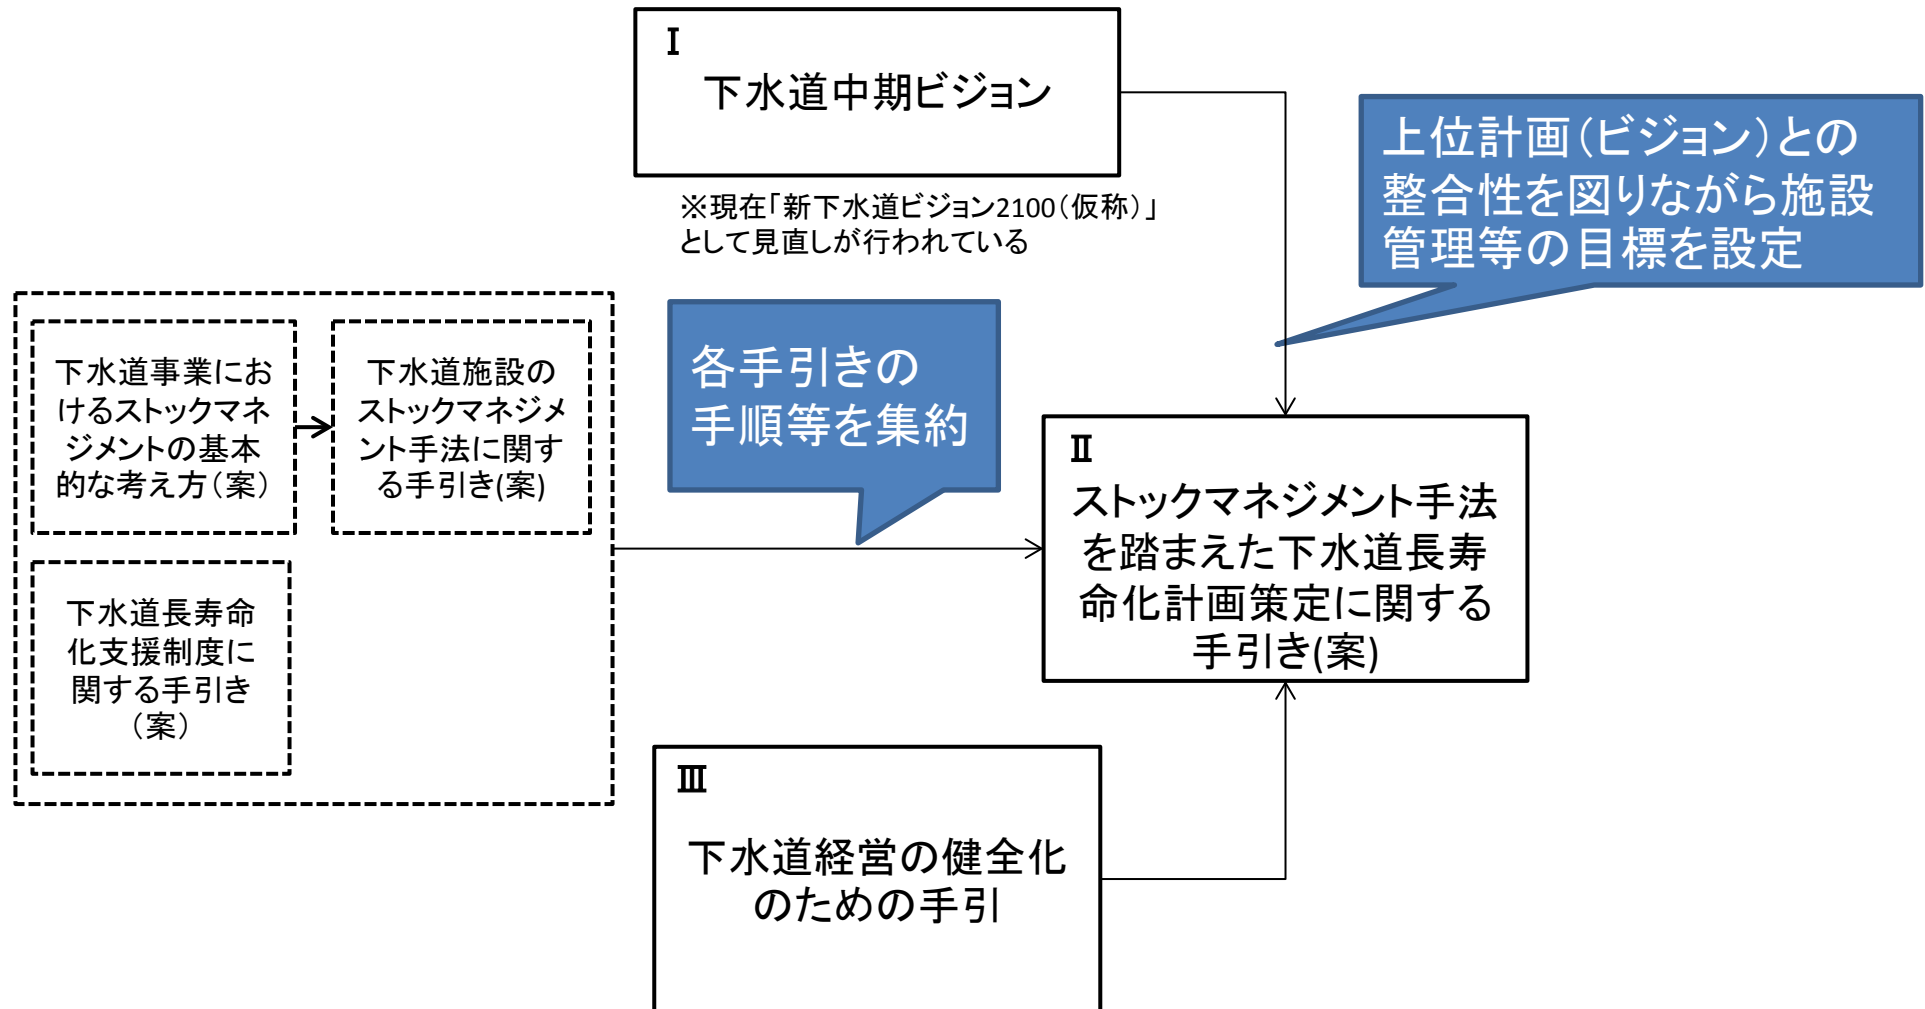 Ⅰ
下水道中期ビジョン
※現在「新下水道ビジョン2100（仮称）」
として見直しが行われている
上位計画（ビジョン）との
整合性を図りながら施設
管理等の目標を設定
下水道事業にお
けるストックマネ
ジメントの基本
的な考え方（案）
下水道施設の
ストックマネジメ
ント手法に関す
る手引き(案)
下水道長寿命
化支援制度に
関する手引き
（案）
各手引きの
手順等を集約
Ⅱ
ストックマネジメント手法
を踏まえた下水道長寿
命化計画策定に関する
手引き(案)
Ⅲ
下水道経営の健全化
のための手引